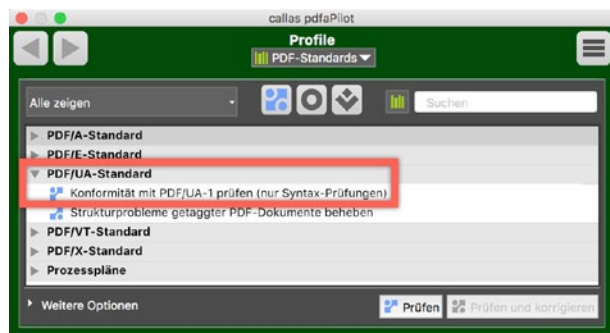 callas pdfaPilot
Profile
PDF-Standards
Alle zeigen
Suchen
PDF/A-Standard
PDF/E-Standard
PDF/UA-Standard
Konformität mit PDF/UA-1 prüfen (nur Syntax-Prüfungen)
Strukturprobleme getaggter PDF-Dokumente beheben
PDF/VT-Standard
PDF/X-Standard
Prozesspläne
Weitere Optionen
Prüfen
Prüfen und korrigieren